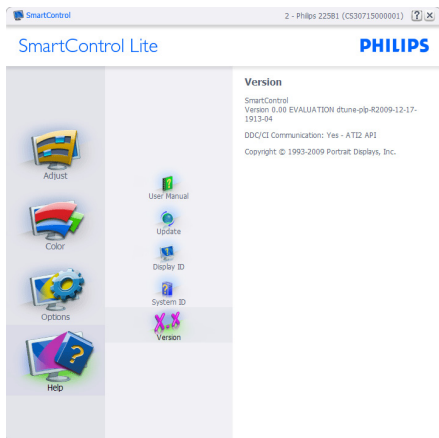 SmartControl
2 - Philips 225B1 (CS30715000001)
SmartControl Lite
PHILIPS
Adjust
Color
Options
Help
User Manual
Update
Display ID
System ID
X.X
Version
Version
SmartControl
Version 0.00 EVALUATION dtune-plp-R2009-12-17-
1913-04
DDC/CI Communication: Yes - ATI2 API
Copyright © 1993-2009 Portrait Displays, Inc.